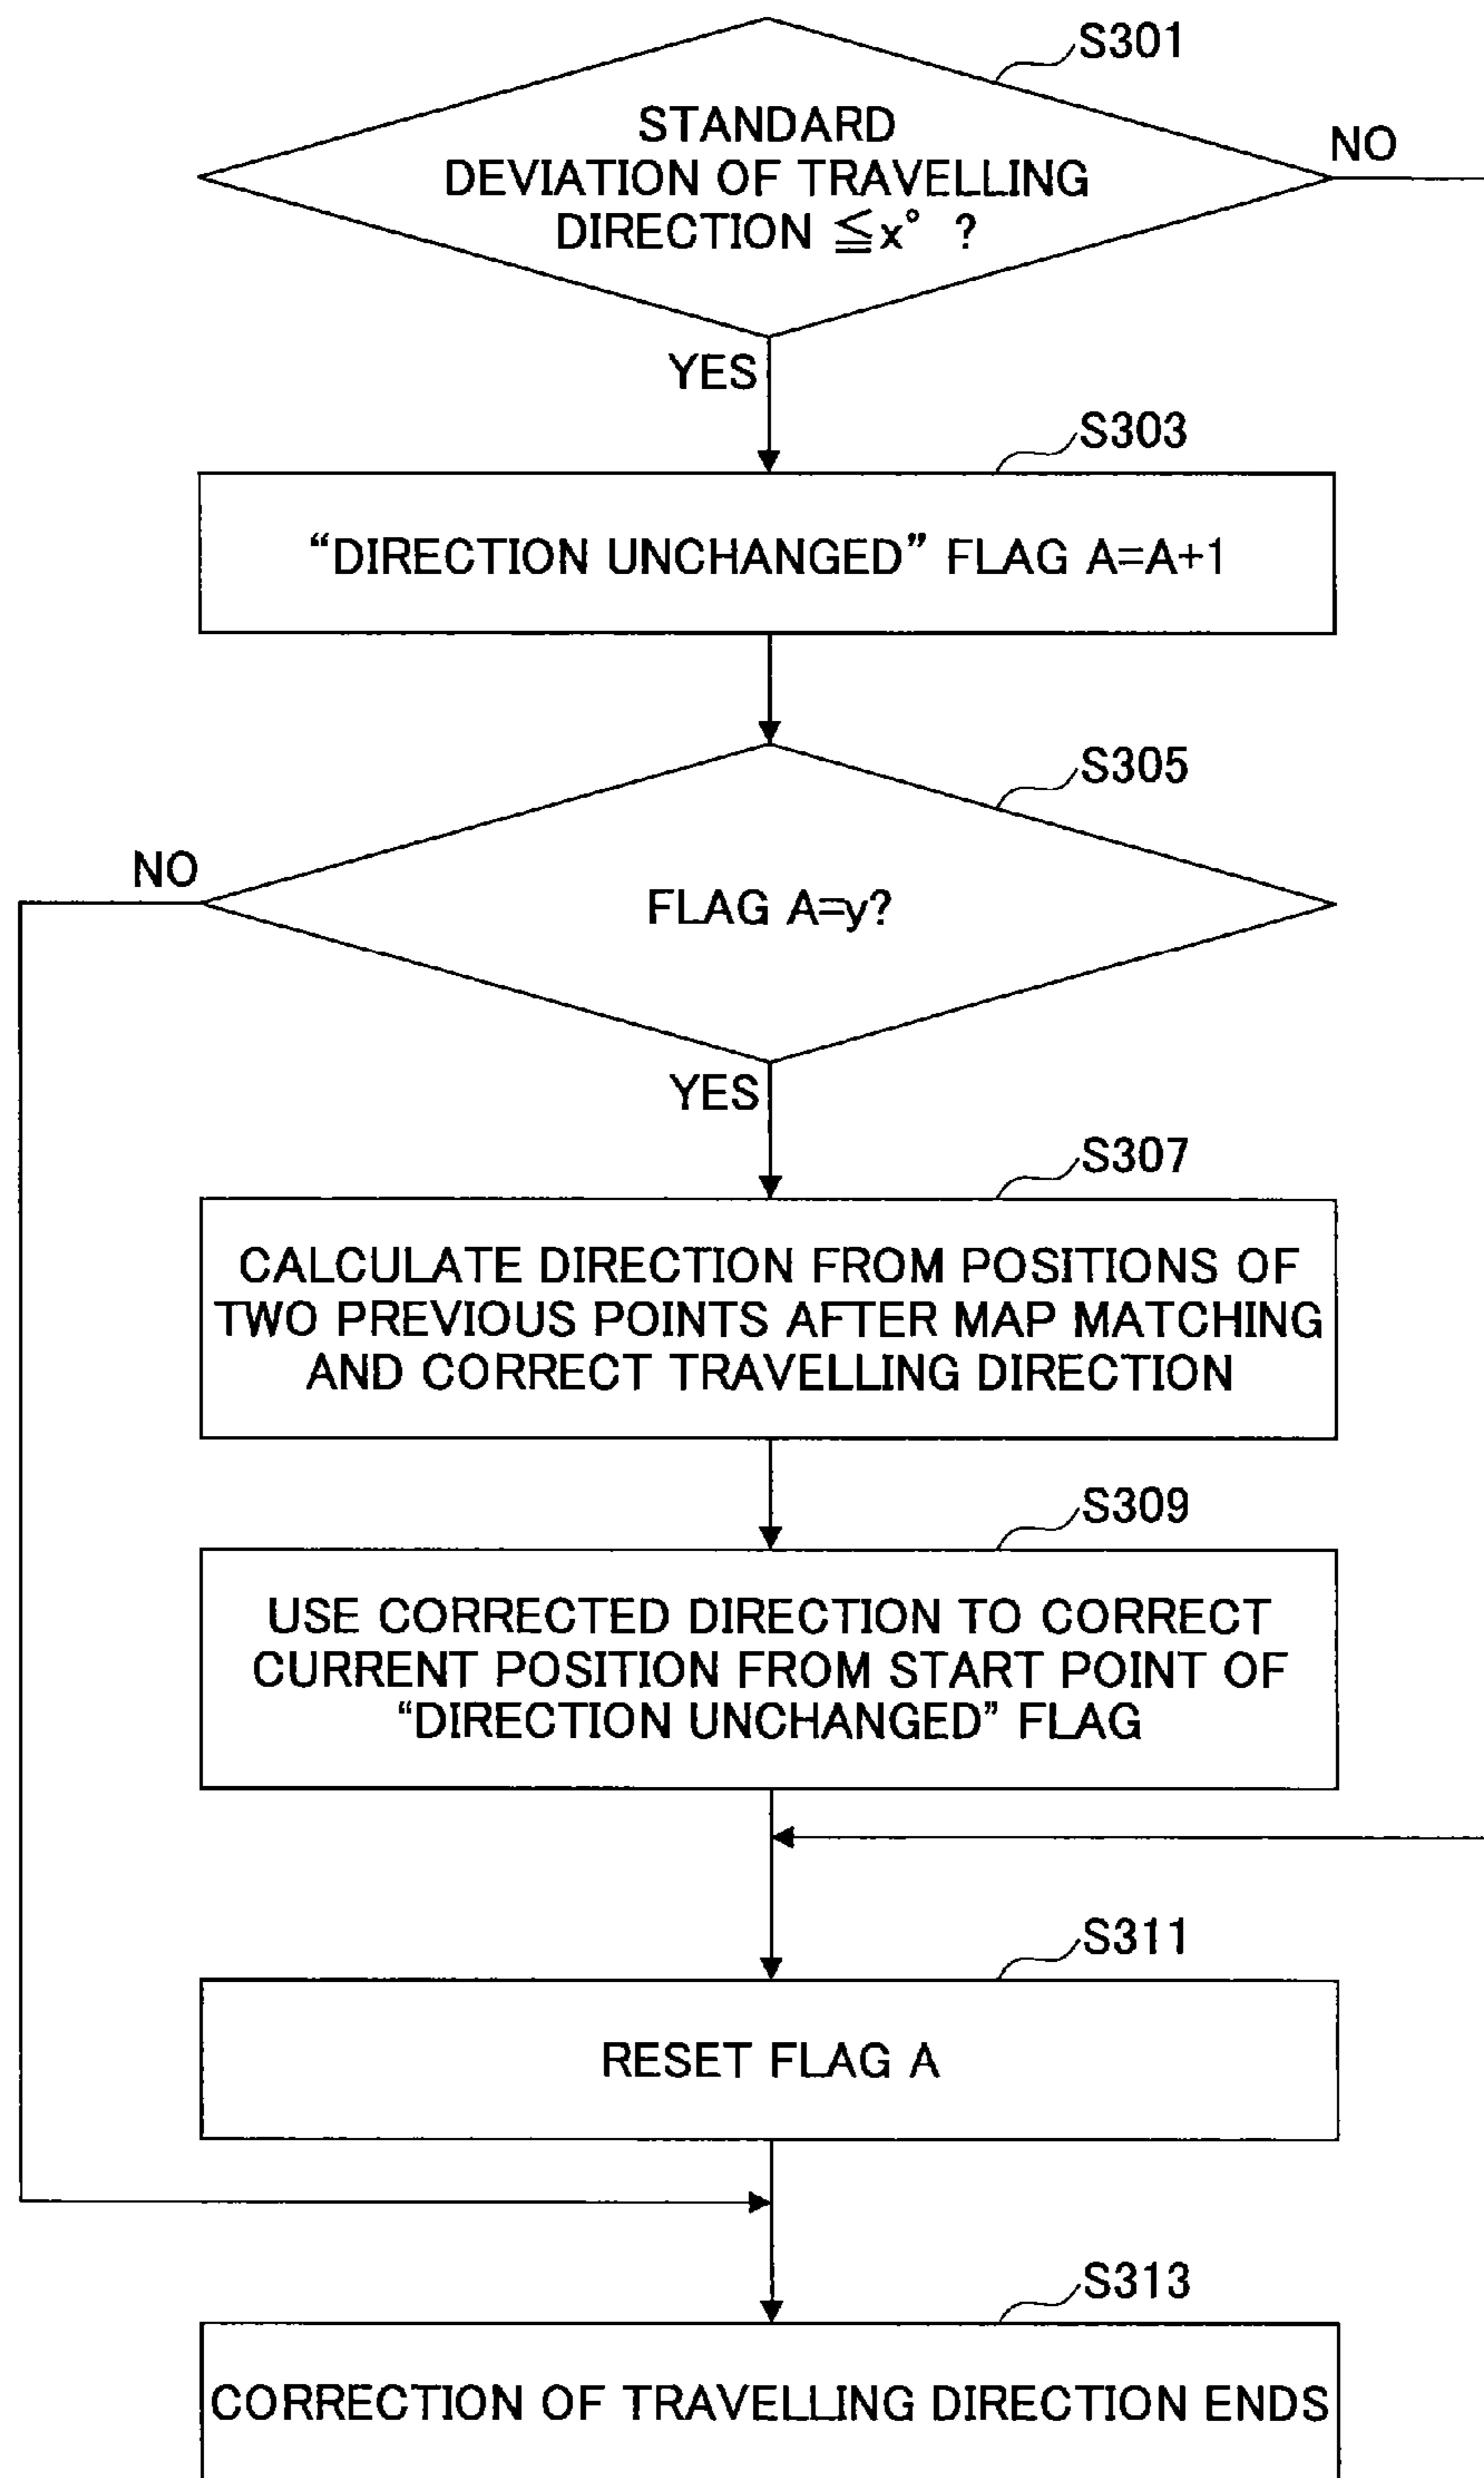 S301
STANDARD
DEVIATION OF TRAVELLING
DIRECTION ≦x° ?
NO
YES
S303
“DIRECTION UNCHANGED” FLAG A=A+1
S305
NO
FLAG A=y?
YES
S307
CALCULATE DIRECTION FROM POSITIONS OF
TWO PREVIOUS POINTS AFTER MAP MATCHING
AND CORRECT TRAVELLING DIRECTION
S309
USE CORRECTED DIRECTION TO CORRECT
CURRENT POSITION FROM START POINT OF
“DIRECTION UNCHANGED” FLAG
S311
RESET FLAG A
S313
CORRECTION OF TRAVELLING DIRECTION ENDS